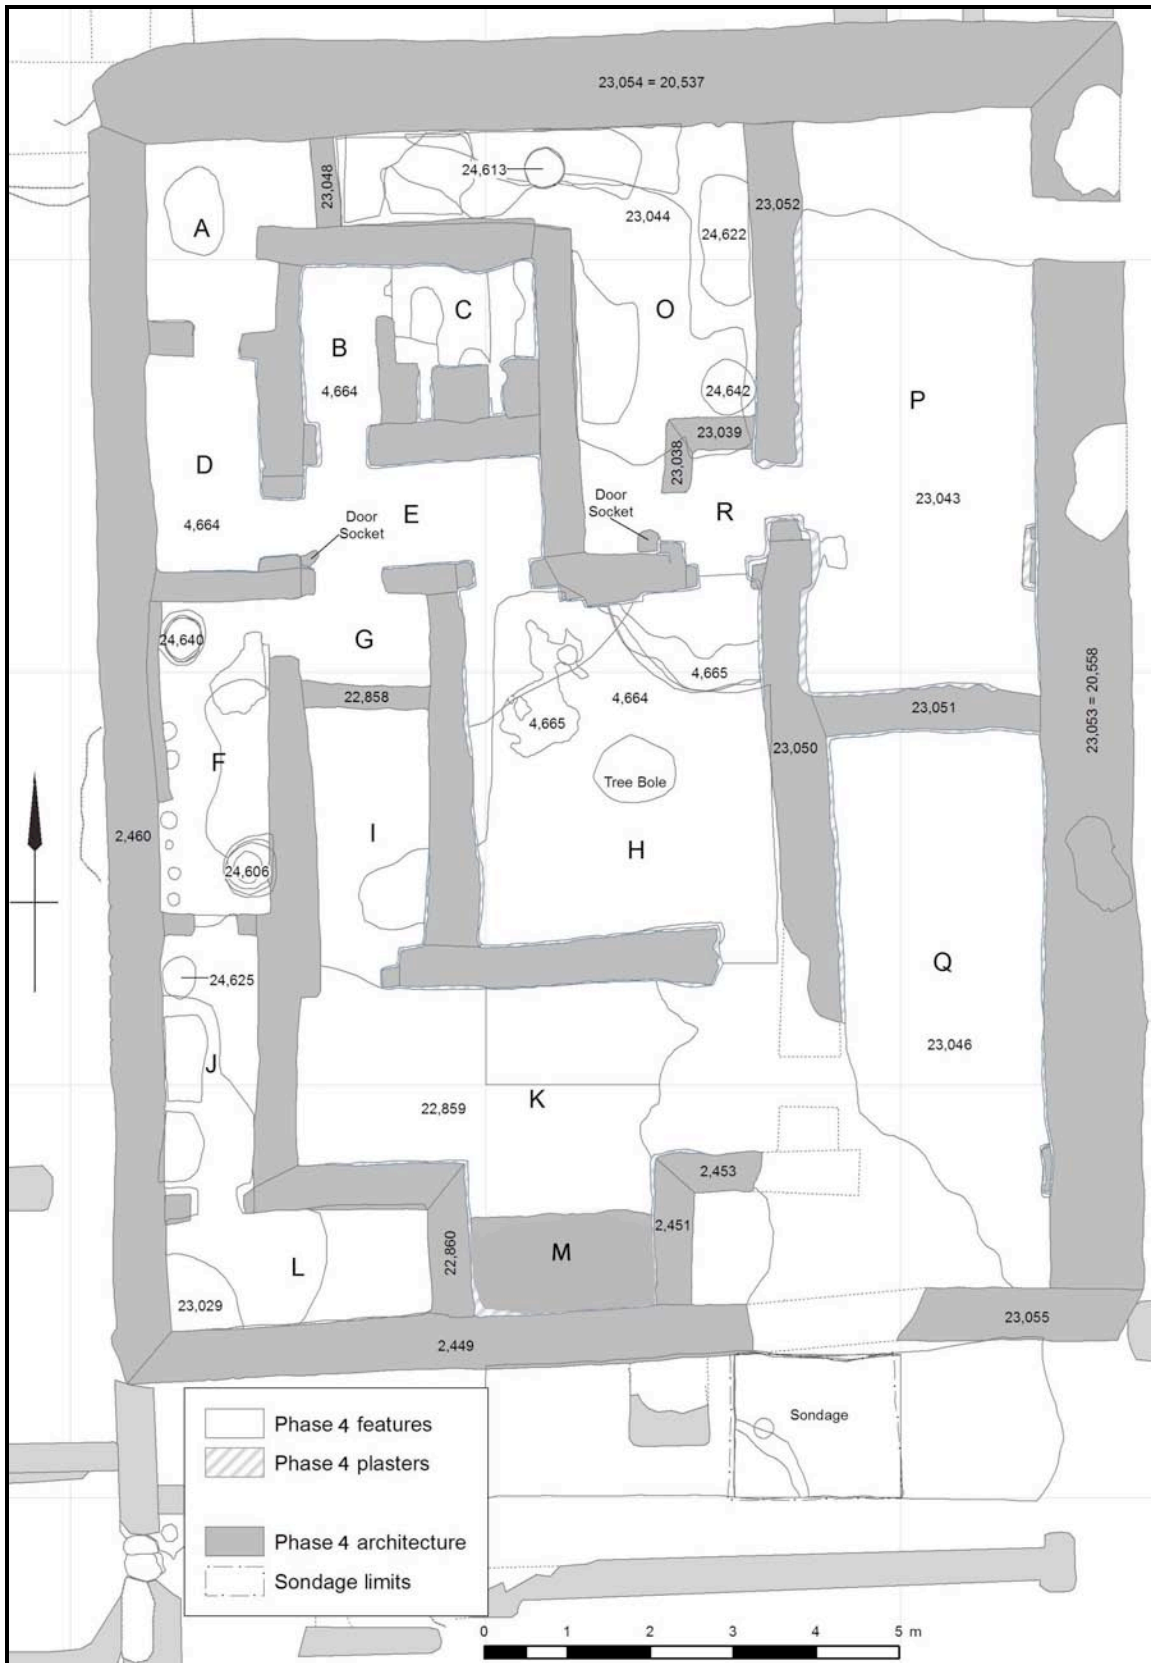 23,054 = 20,537
24,613
23,048
23,044
23,052
A
24,622
C
O
B
4,664
24,642
P
23,039
23,038
D
E
Door
Socket
Door
Socket
R
23,043
4,664
24,640
G
4,665
22,858
4,664
4,665
23,051
23,053 = 20,558
F
Tree Bole
23,050
2,460
I
H
24,606
24,625
Q
J
23,046
22,859
K
2,453
2,451
22,860
M
L
23,029
23,055
2,449
Sondage
Phase 4 features
Phase 4 plasters
Phase 4 architecture
Sondage limits
0 1 2 3 4 5 m